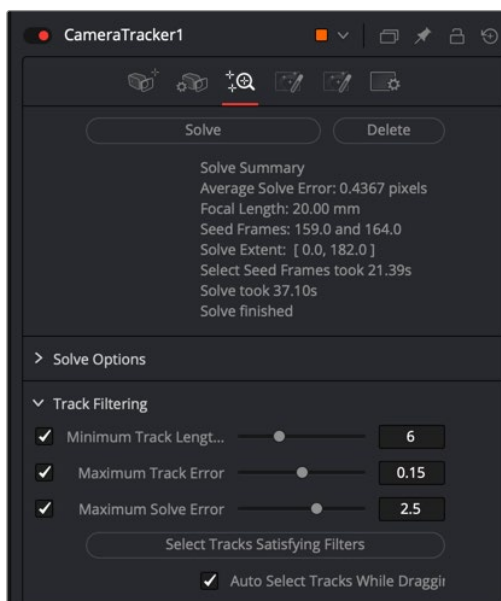 CameraTracker1
Solve
Delete
Solve Summary
Average Solve Error: 0.4367 pixels
Focal Length: 20.00 mm
Seed Frames: 159.0 and 164.0
Solve Extent: [ 0.0, 182.0 ]
Select Seed Frames took 21.39s
Solve took 37.10s
Solve finished
Solve Options
Track Filtering
Minimum Track Lengt... 6
Maximum Track Error 0.15
Maximum Solve Error 2.5
Select Tracks Satisfying Filters
Auto Select Tracks While Draggin